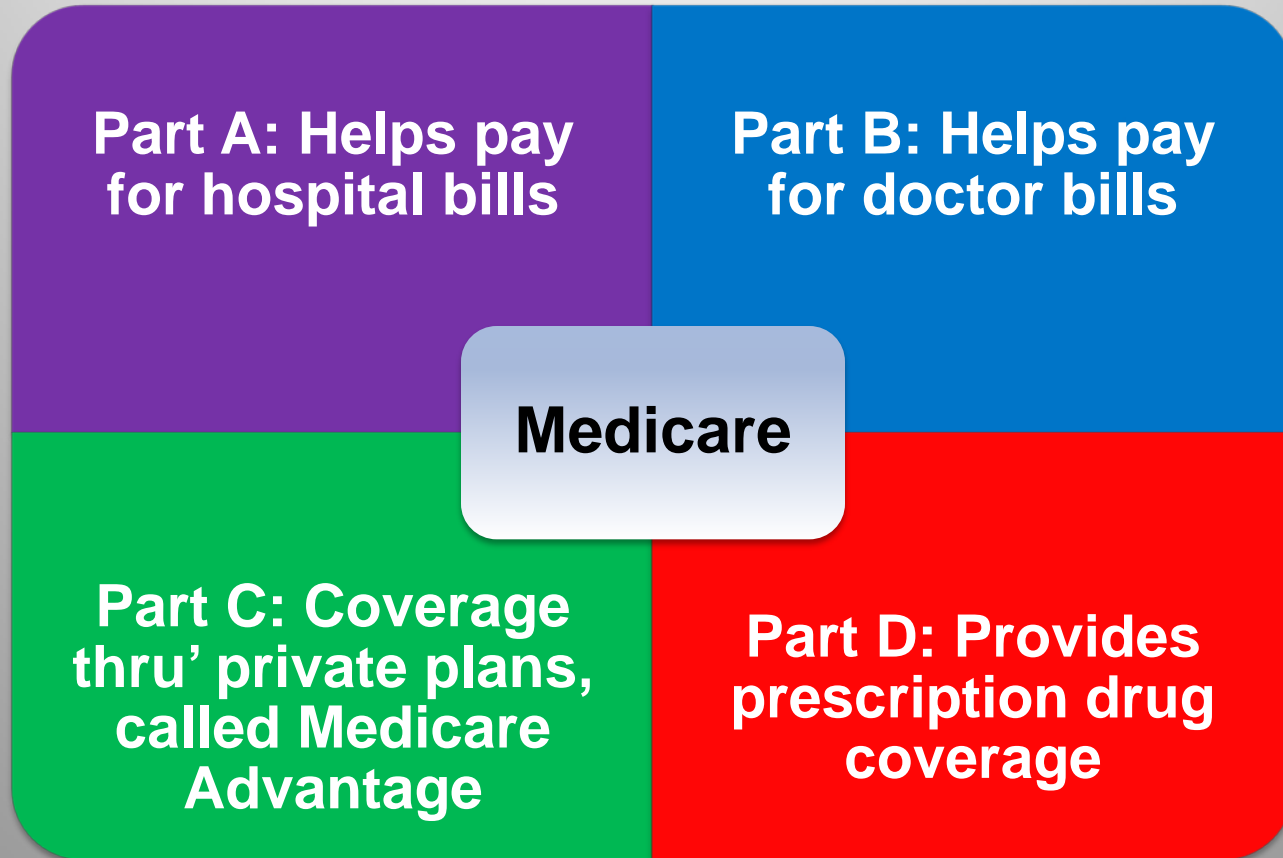 Part A: Helps pay
for hospital bills
Part B: Helps pay
for doctor bills
Medicare
Part C: Coverage
thru’ private plans,
called Medicare
Advantage
Part D: Provides
prescription drug
coverage